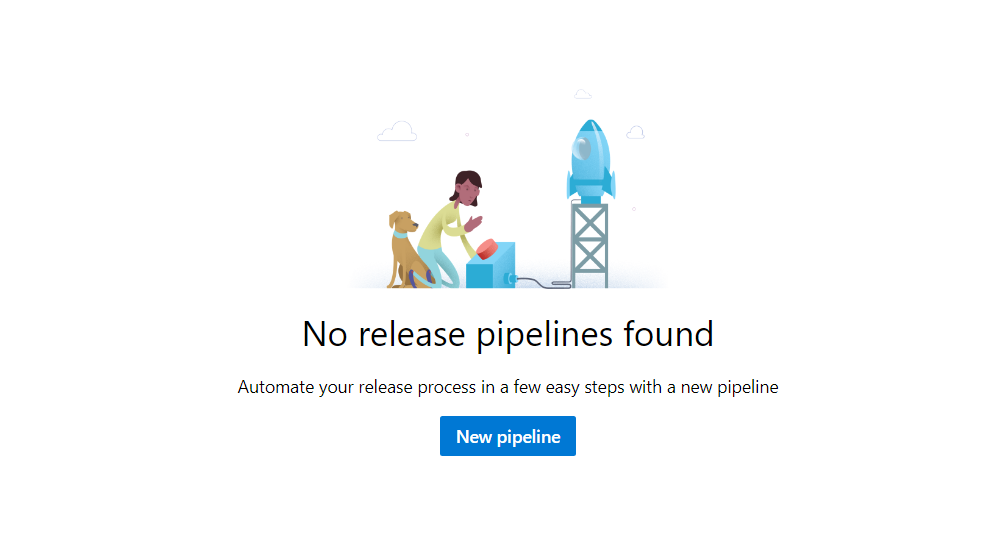 No release pipelines found
Automate your release process in a few easy steps with a new pipeline
New pipeline